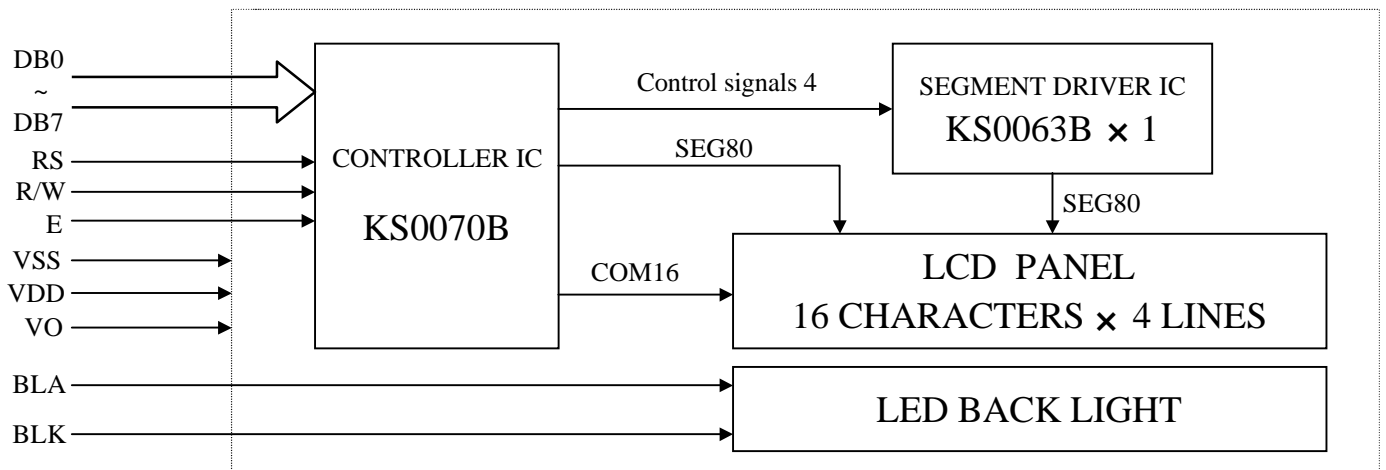 DB0
~
DB7
RS
R/W
E
VSS
VDD
VO
BLA
BLK
CONTROLLER IC
KS0070B
Control signals 4
SEG80
COM16
SEGMENT DRIVER IC
KS0063B × 1
SEG80
LCD PANEL
16 CHARACTERS × 4 LINES
LED BACK LIGHT